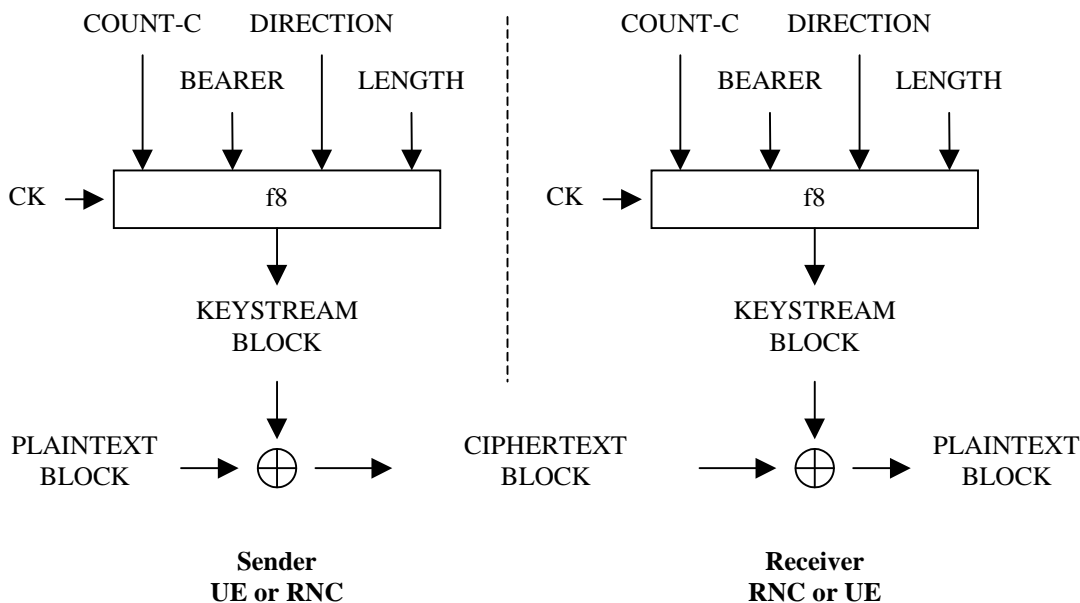 COUNT-C DIRECTION COUNT-C DIRECTION
BEARER LENGTH BEARER LENGTH
CK f8 CK f8
KEYSTREAM KEYSTREAM
BLOCK BLOCK
PLAINTEXT CIPHERTEXT PLAINTEXT
BLOCK BLOCK BLOCK
Sender Receiver
UE or RNC RNC or UE